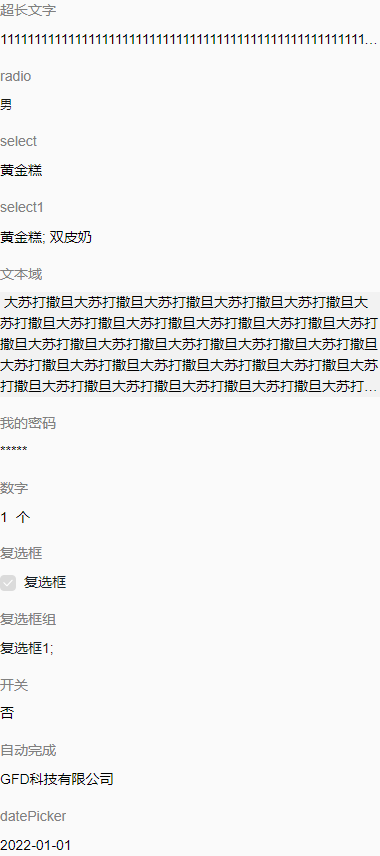 超长文字
1111111111111111111111111111111111111111111111111111111...
radio
男
select
黄金糕
select1
黄金糕; 双皮奶
文本域
大苏打撒旦大苏打撒旦大苏打撒旦大苏打撒旦大苏打撒旦大
苏打撒旦大苏打撒旦大苏打撒旦大苏打撒旦大苏打撒旦大苏打
撒旦大苏打撒旦大苏打撒旦大苏打撒旦大苏打撒旦大苏打撒旦
大苏打撒旦大苏打撒旦大苏打撒旦大苏打撒旦大苏打撒旦大苏
打撒旦大苏打撒旦大苏打撒旦大苏打撒旦大苏打撒旦大苏打...
我的密码
*****
数字
1 个
复选框
复选框
复选框组
复选框1;
开关
否
自动完成
GFD科技有限公司
datePicker
2022-01-01